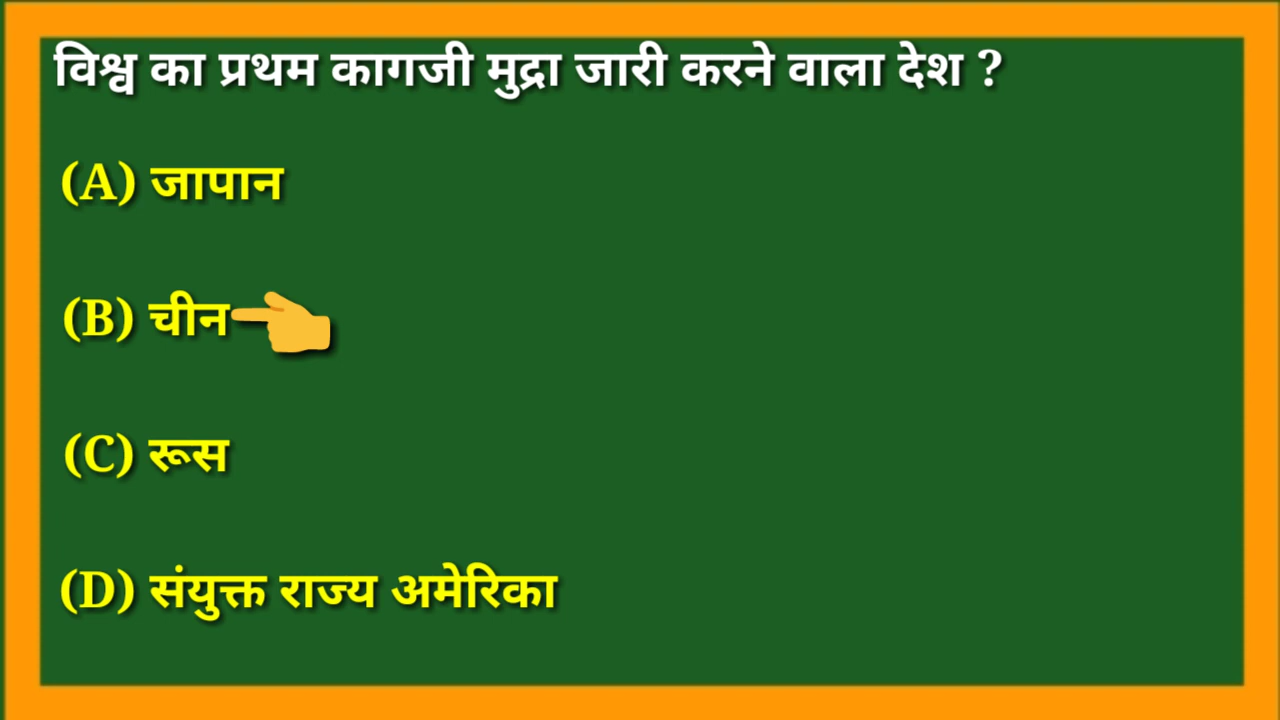 विश्व का प्रथम कागजी मुद्रा जारी करने वाला देश ?
(A) जापान
(B) चीन
(C) रूस
(D) संयुक्त राज्य अमेरिका